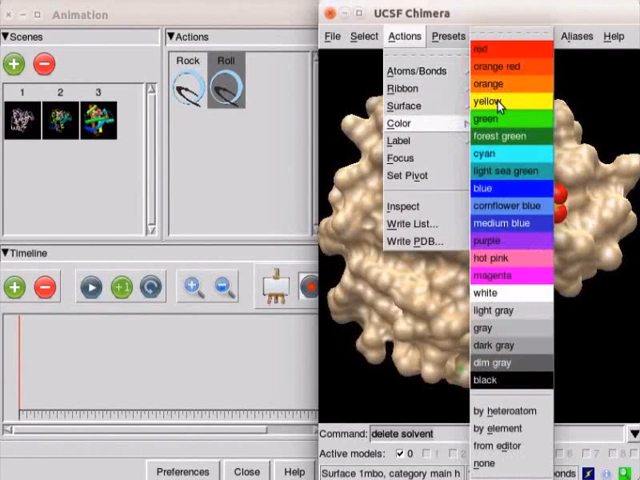 Animation
Scenes
1 2 3
Actions
Rock Roll
Timeline
+1
Preferences Close Help
UCSF Chimera
File Select Actions Presets Aliases Help
Atoms/Bonds
Ribbon
Surface
Color
Label
Focus
Set Pivot
Inspect
Write List...
Write PDB...
red
orange red
orange
yellow
green
forest green
cyan
light sea green
blue
cornflower blue
medium blue
purple
hot pink
magenta
white
light gray
gray
dark gray
dim gray
black
by heteroatom
by element
from editor
none
Command: delete solvent
Active models: 0 1 8
Surface 1mbo, category main h